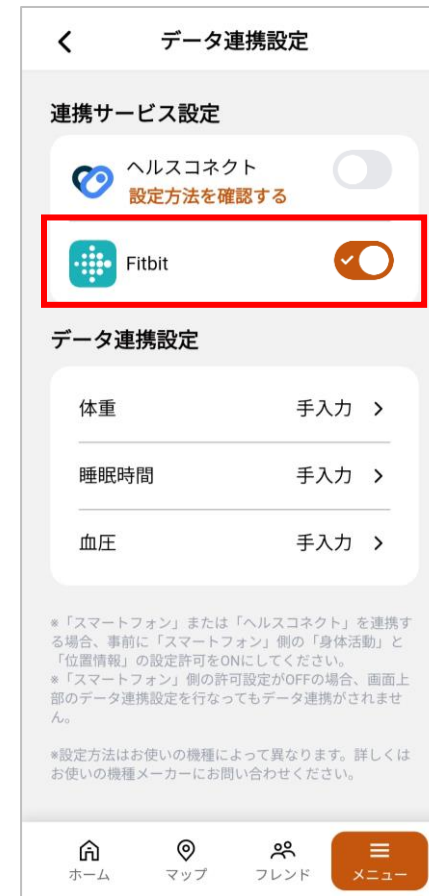 データ連携設定
連携サービス設定
ヘルスコネクト
設定方法を確認する
Fitbit
データ連携設定
体重 手入力
睡眠時間 手入力
血圧 手入力
※「スマートフォン」または「ヘルスコネクト」を連携す
る場合、事前に「スマートフォン」側の「身体活動」と
「位置情報」の設定許可をONにしてください。
※「スマートフォン」側の許可設定がOFFの場合、画面上
部のデータ連携設定を行なってもデータ連携がされませ
ん。
※設定方法はお使いの機種によって異なります。詳しくは
お使いの機種メーカーにお問い合わせください。
ホーム マップ フレンド メニュー